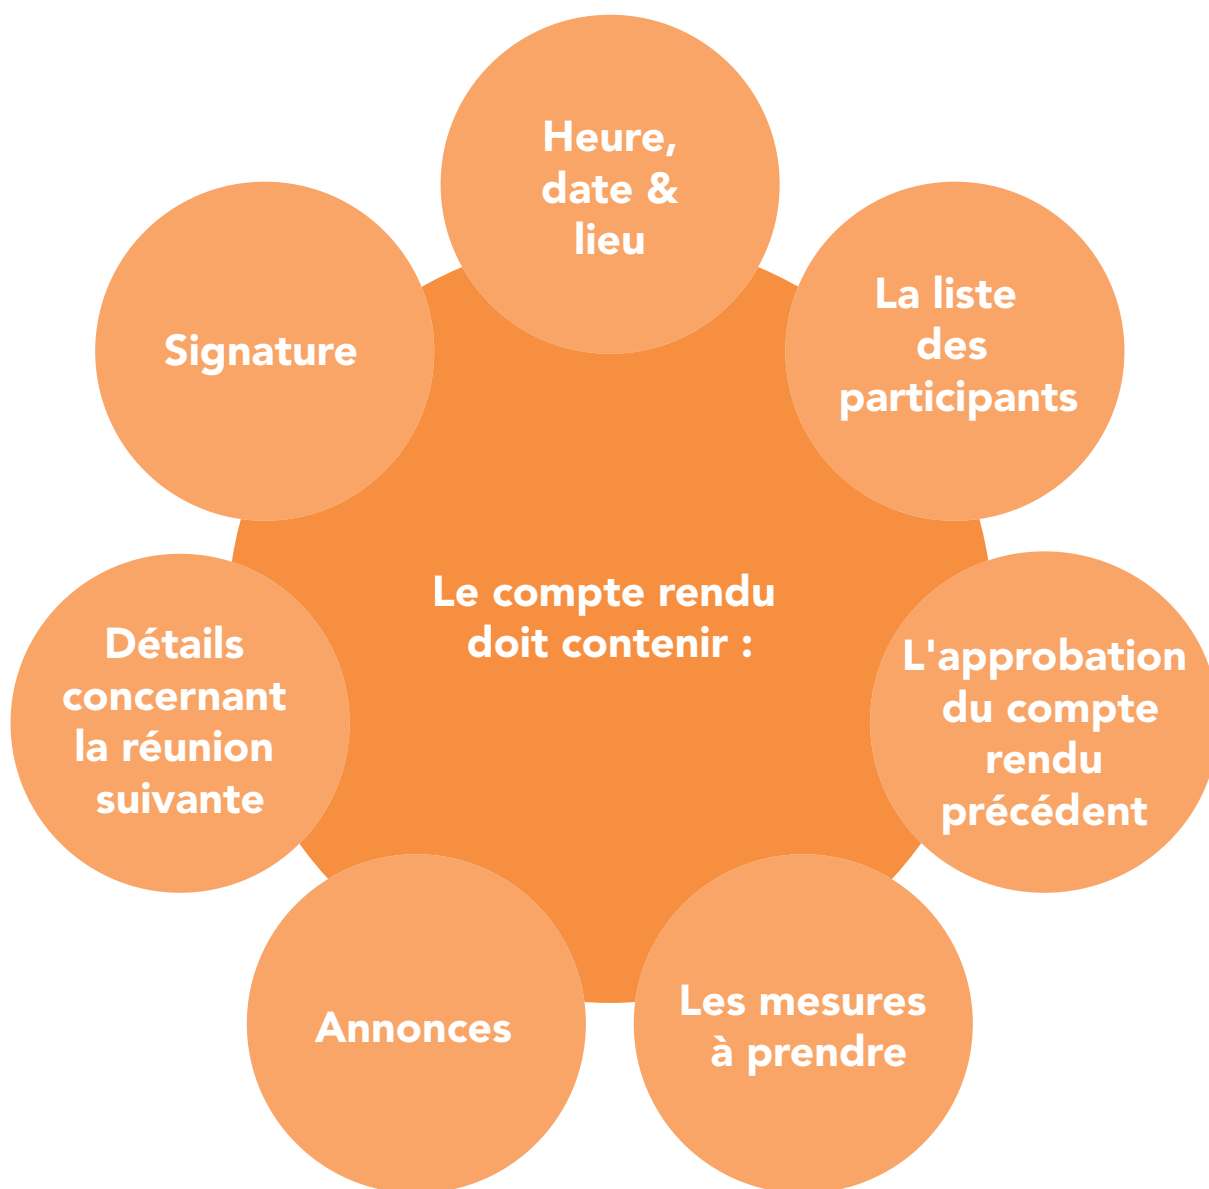 Heure,
date &
lieu
La liste
des
participants
L'approbation
du compte
rendu
précédent
Les mesures
à prendre
Annonces
Détails
concernant
la réunion
suivante
Signature
Le compte rendu
doit contenir :